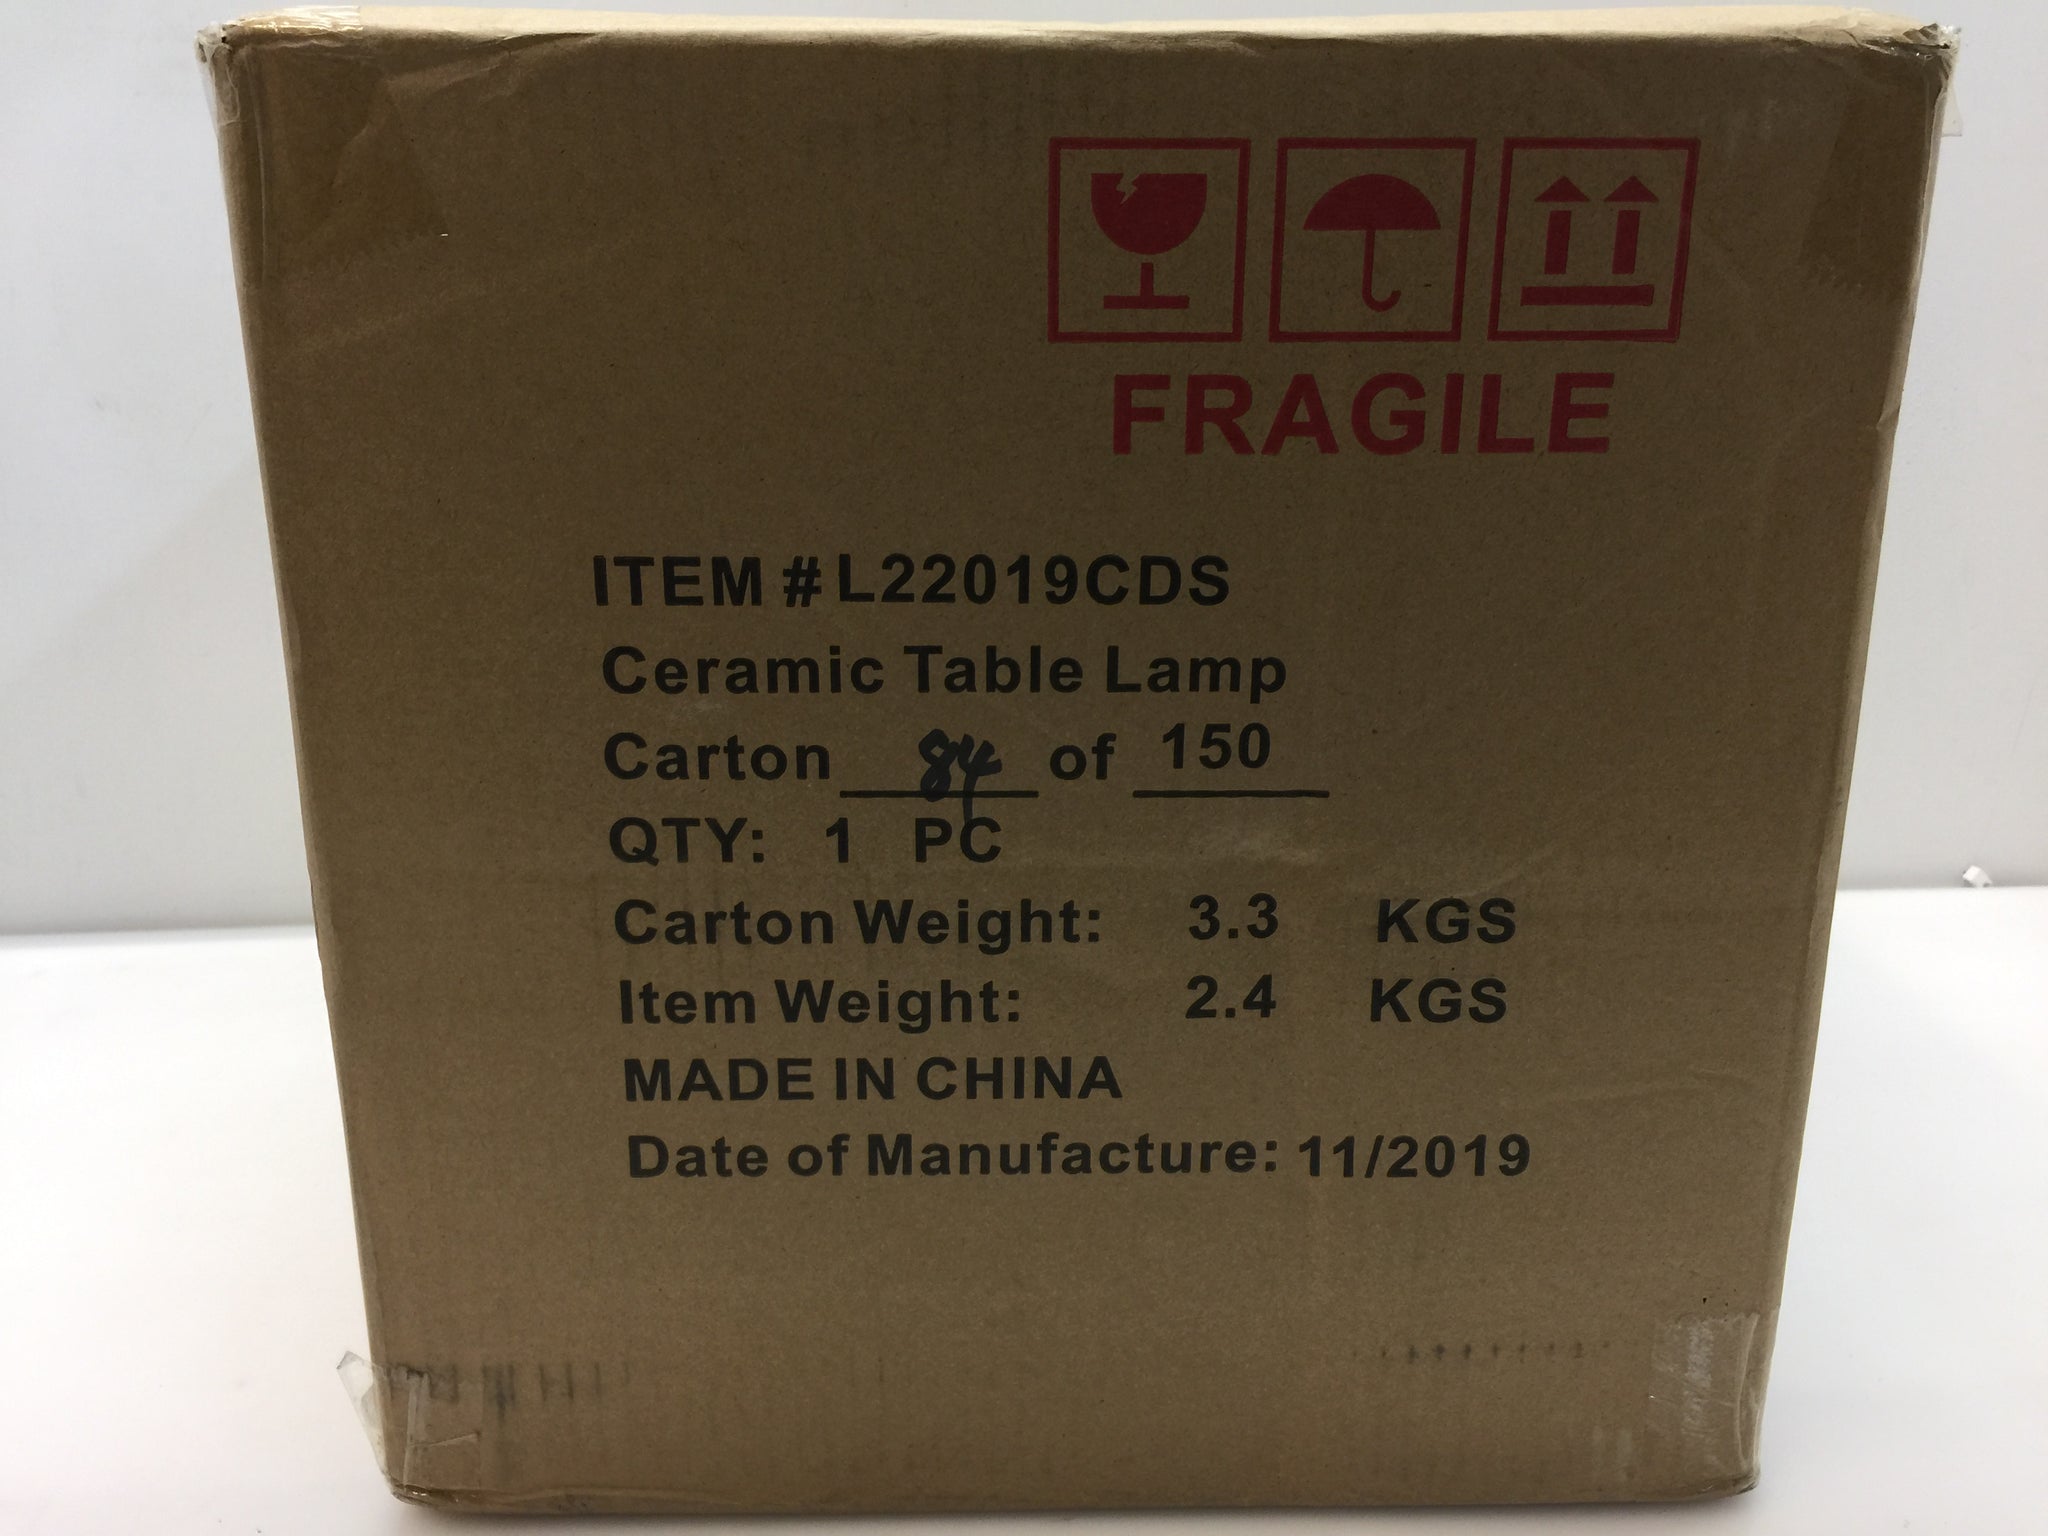 FRAGILE
ITEM # L22019CDS
Ceramic Table Lamp
Carton 84 of 150
QTY: 1 PC
Carton Weight: 3.3 KGS
Item Weight: 2.4 KGS
MADE IN CHINA
Date of Manufacture: 11/2019